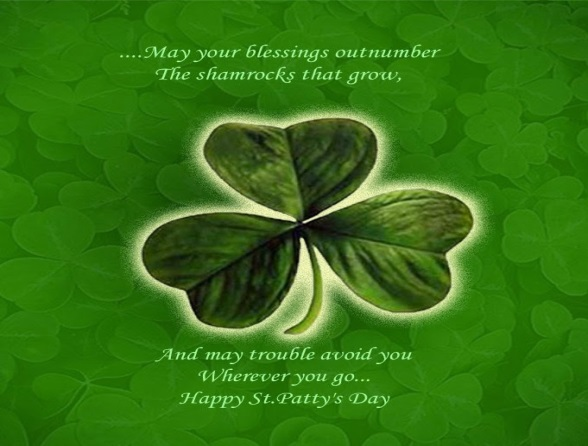 ....May your blessings outnumber
The shamrocks that grow,
And may trouble avoid you
Wherever you go...
Happy St.Patty's Day